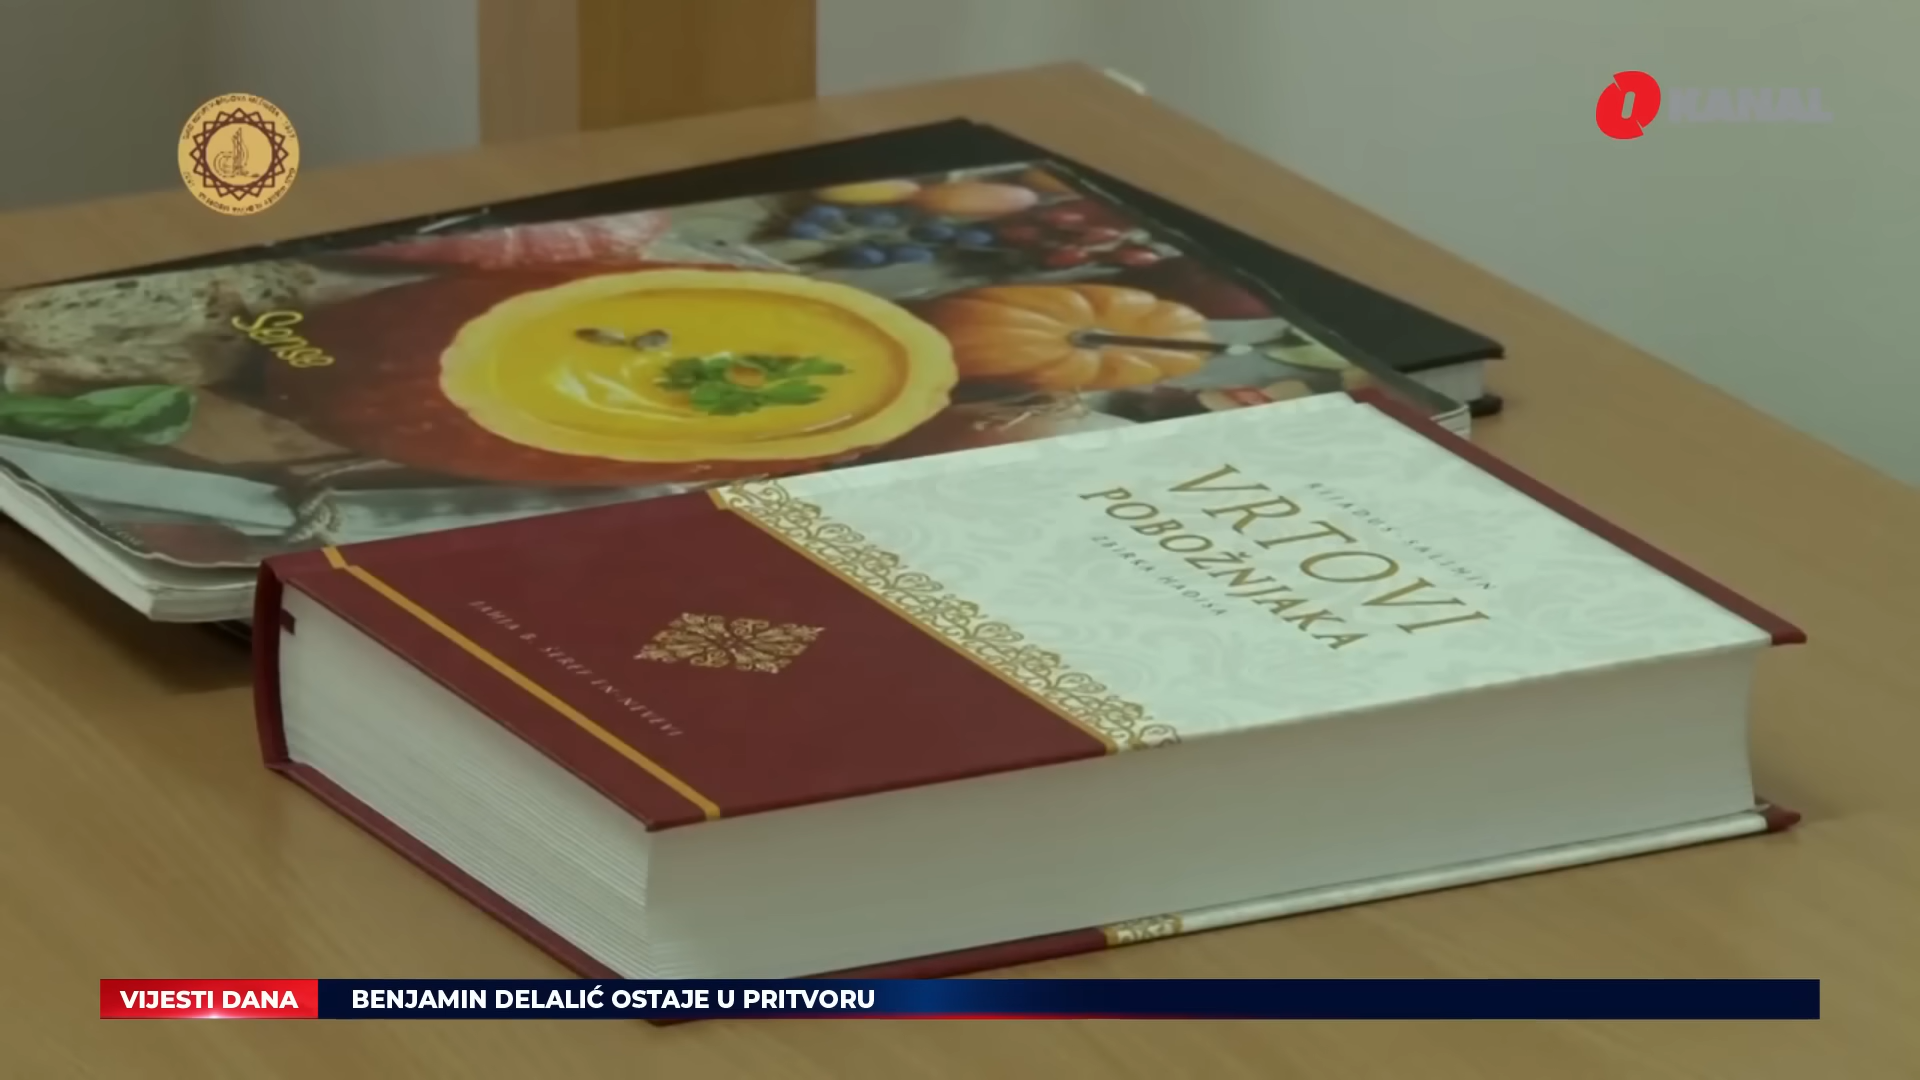 KANAL
Sense
RIJADUS-SALIHIN
VRTOVI
POBOŽNJAKA
ZBIRKA HADISA
JAHJA B. ŠEREF EN-NEVEVI
VIJESTI DANA
BENJAMIN DELALIĆ OSTAJE U PRITVORU